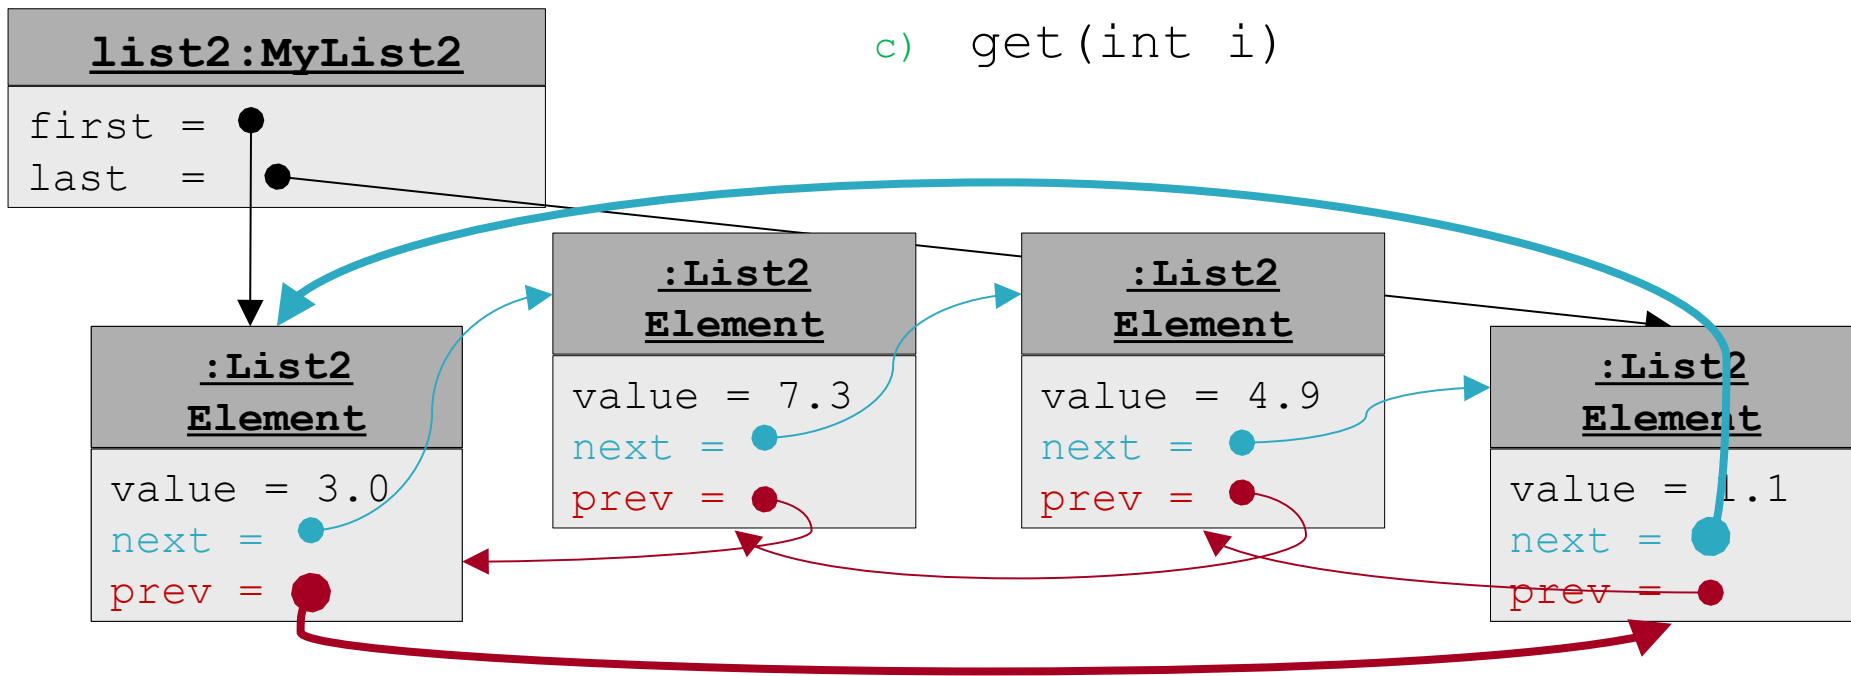 list2:MyList2
c) get(int i)
first =
last =
:List2
Element
value = 3.0
next =
prev =
:List2
Element
value = 7.3
next =
prev =
:List2
Element
value = 4.9
next =
prev =
:List2
Element
value = 1.1
next =
prev =